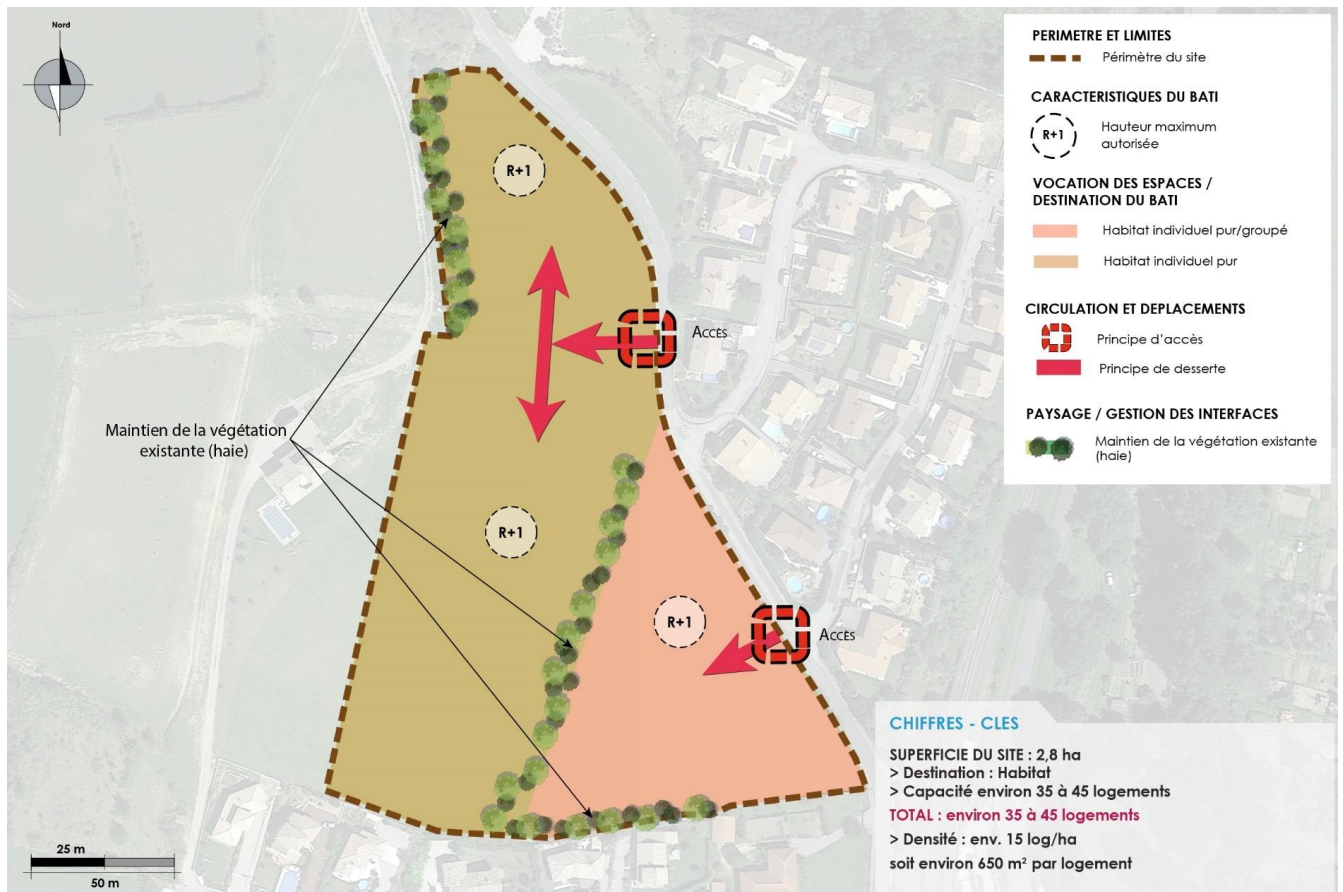 Nord
PERIMETRE ET LIMITES
Périmètre du site
CARACTERISTIQUES DU BATI
R+1
Hauteur maximum
autorisée
VOCATION DES ESPACES /
DESTINATION DU BATI
Habitat individuel pur/groupé
Habitat individuel pur
CIRCULATION ET DEPLACEMENTS
Principe d'accès
Principe de desserte
PAYSAGE / GESTION DES INTERFACES
Maintien de la végétation existante
(haie)
R+1
ACCÈS
Maintien de la végétation
existante (haie)
R+1
R+1
ACCÈS
CHIFFRES - CLES
SUPERFICIE DU SITE : 2,8 ha
> Destination : Habitat
> Capacité environ 35 à 45 logements
TOTAL : environ 35 à 45 logements
> Densité : env. 15 log/ha
soit environ 650 m² par logement
25 m
50 m